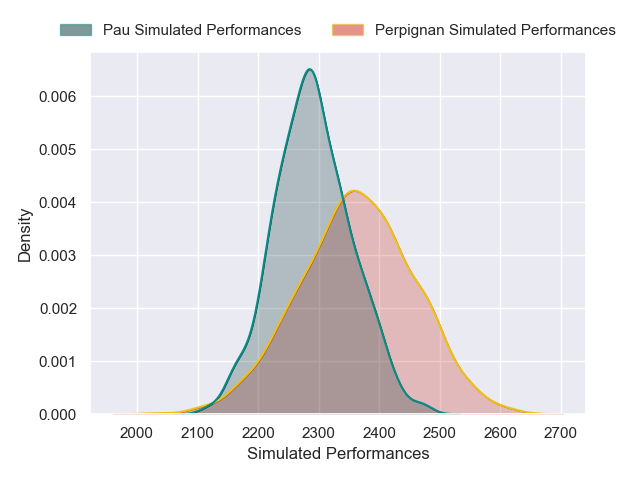 Pau Simulated Performances Perpignan Simulated Performances
0.006
0.005
0.004
0.003
0.002
0.001
0.000
Density
2000 2100 2200 2300 2400 2500 2600 2700
Simulated Performances